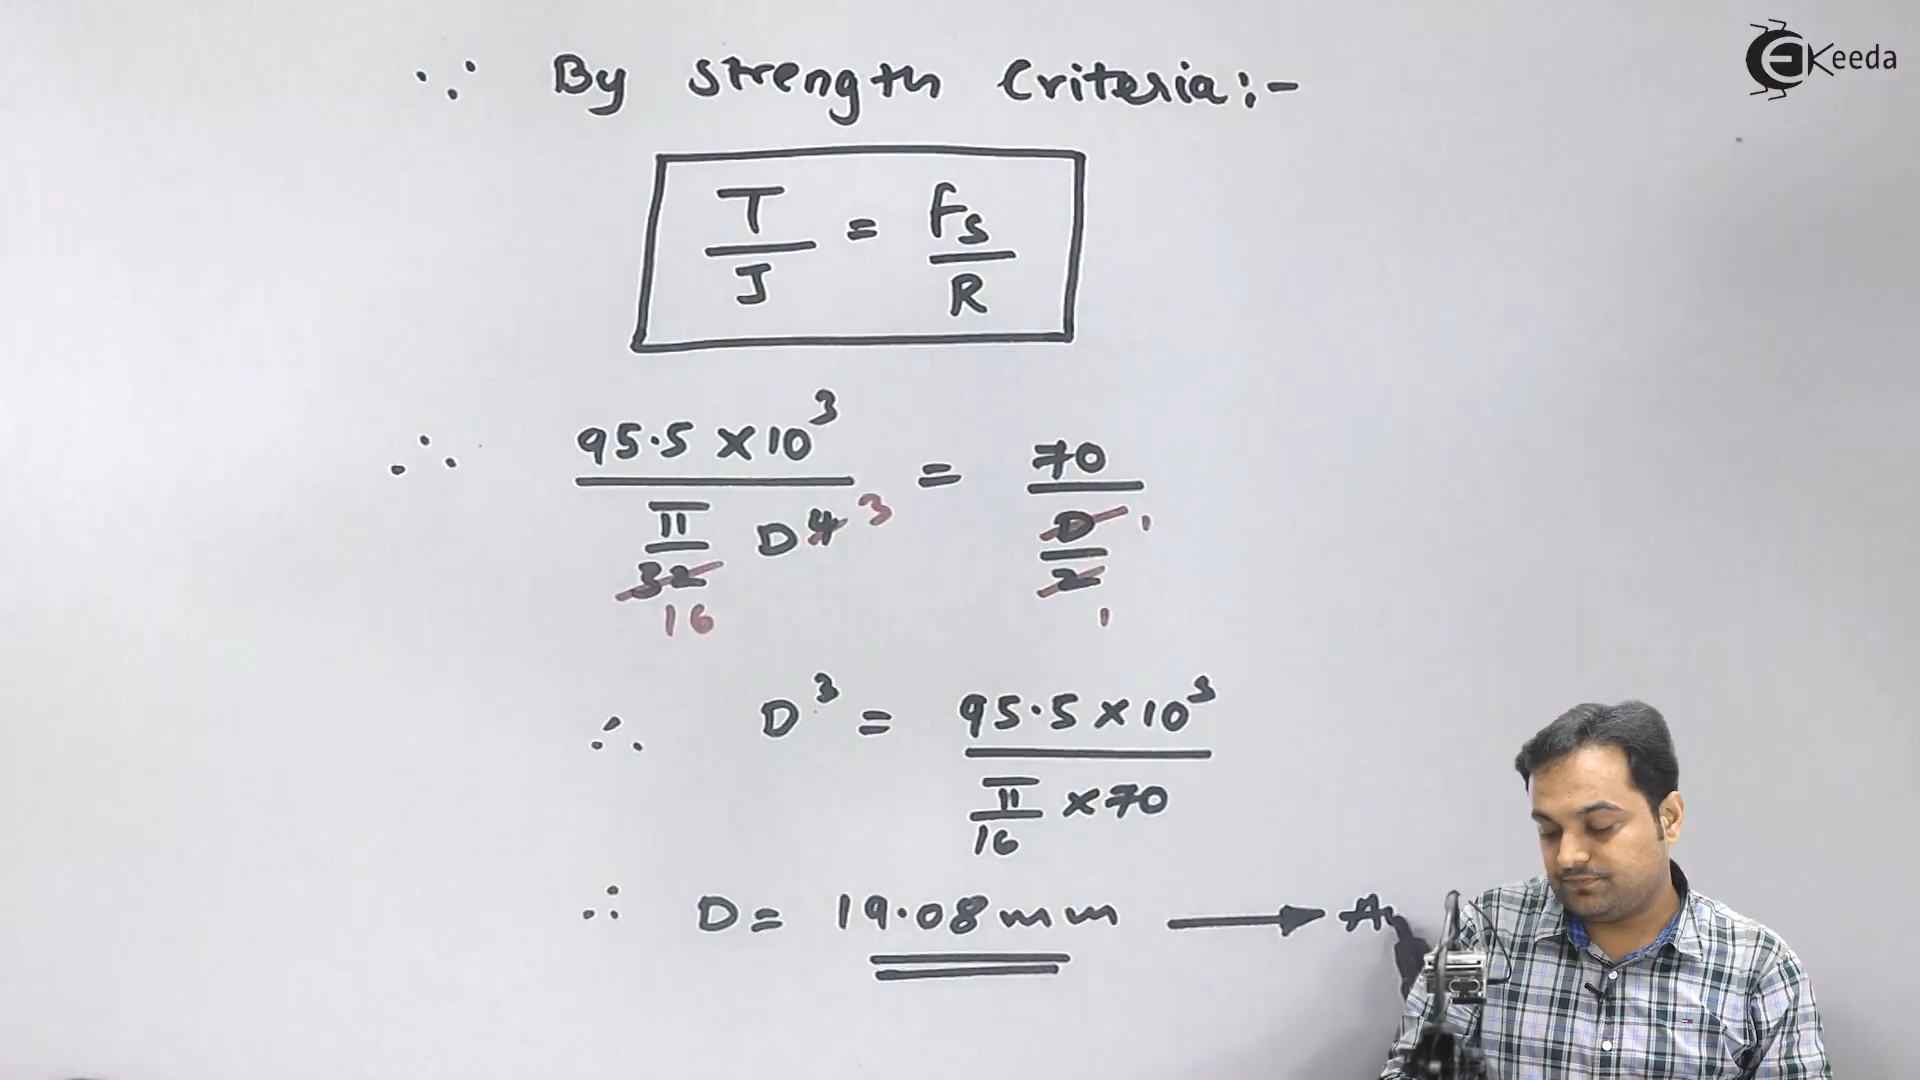 Keeda
∵ By strength Criteria:-
T/J = Fs/R
∴ 95.5 × 10³ / (π/32 D⁴) = 70 / (D/2)
3 1
16 1
∴ D³ = 95.5 × 10³ / (π/16 × 70)
∴ D = 19.08 mm →